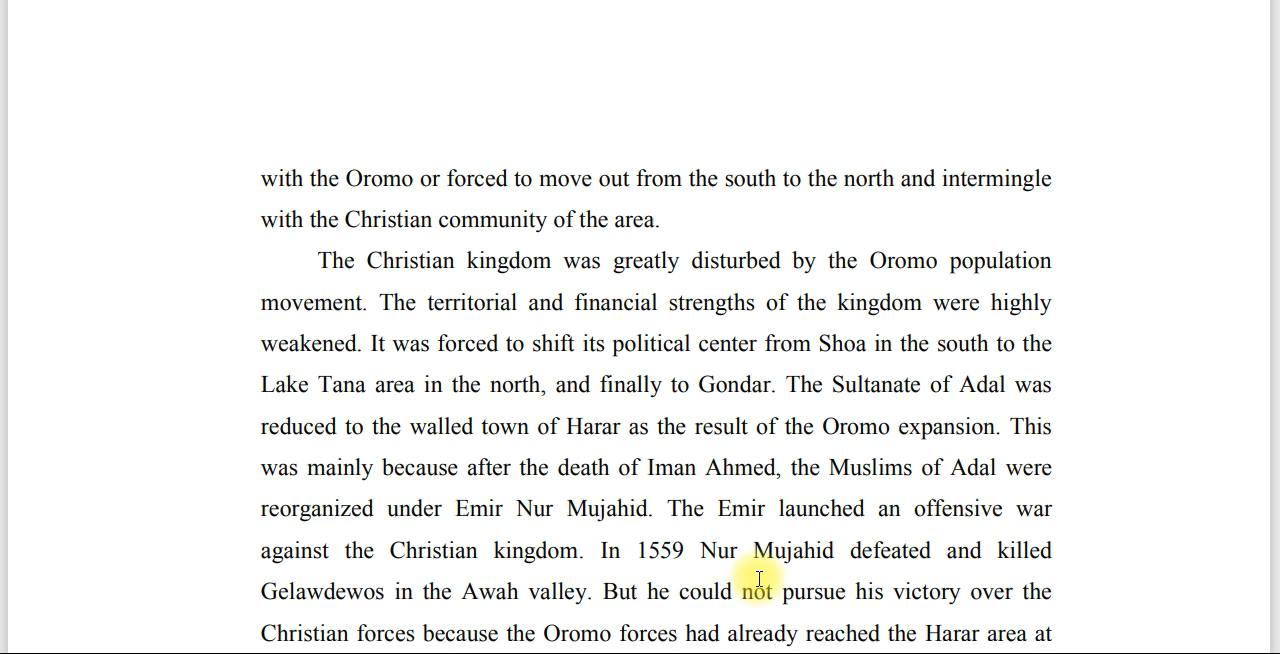 with the Oromo or forced to move out from the south to the north and intermingle
with the Christian community of the area.
The Christian kingdom was greatly disturbed by the Oromo population
movement. The territorial and financial strengths of the kingdom were highly
weakened. It was forced to shift its political center from Shoa in the south to the
Lake Tana area in the north, and finally to Gondar. The Sultanate of Adal was
reduced to the walled town of Harar as the result of the Oromo expansion. This
was mainly because after the death of Iman Ahmed, the Muslims of Adal were
reorganized under Emir Nur Mujahid. The Emir launched an offensive war
against the Christian kingdom. In 1559 Nur Mujahid defeated and killed
Gelawdewos in the Awah valley. But he could not pursue his victory over the
Christian forces because the Oromo forces had already reached the Harar area at